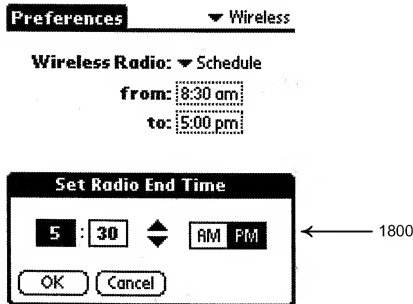 Preferences ▼ Wireless
Wireless Radio: ▼ Schedule
from: 8:30 am
to: 5:00 pm
Set Radio End Time
5 : 30 AM PM 1800
OK Cancel